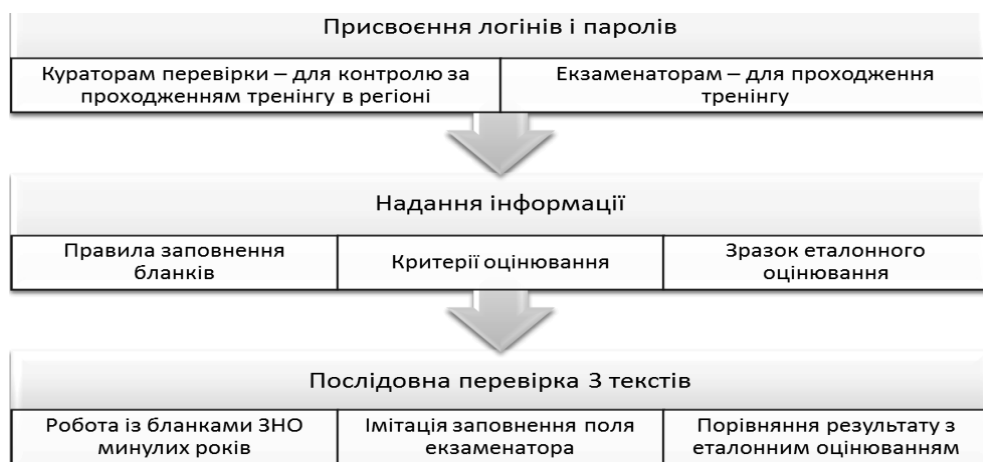 Присвоєння логінів і паролів
Кураторам перевірки – для контролю за
проходженням тренінгу в регіоні
Екзаменаторам – для проходження
тренінгу
Надання інформації
Правила заповнення
бланків
Критерії оцінювання
Зразок еталонного
оцінювання
Послідовна перевірка 3 текстів
Робота із бланками ЗНО
минулих років
Імітація заповнення поля
екзаменатора
Порівняння результату з
еталонним оцінюванням